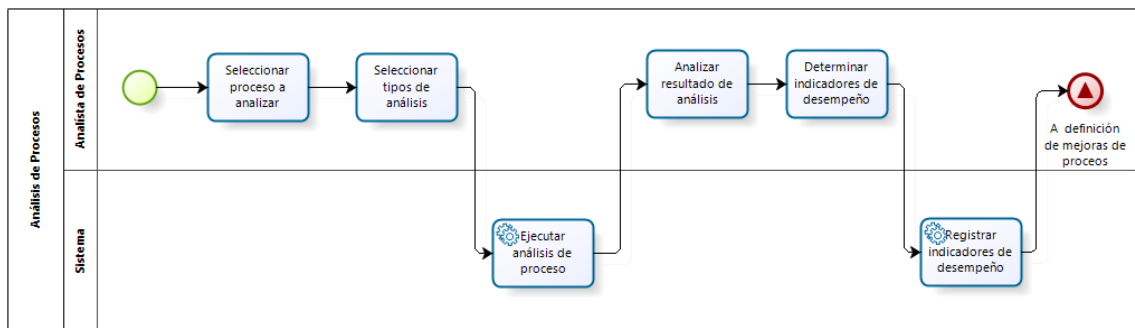 Análisis de Procesos
Analísta de Procesos
Seleccionar
proceso a
analizar
Seleccionar
tipos de
análisis
Analizar
resultado de
análisis
Determinar
indicadores de
desempeño
A definición
de mejoras de
proceos
Sistema
Ejecutar
análisis de
proceso
Registrar
indicadores de
desempeño